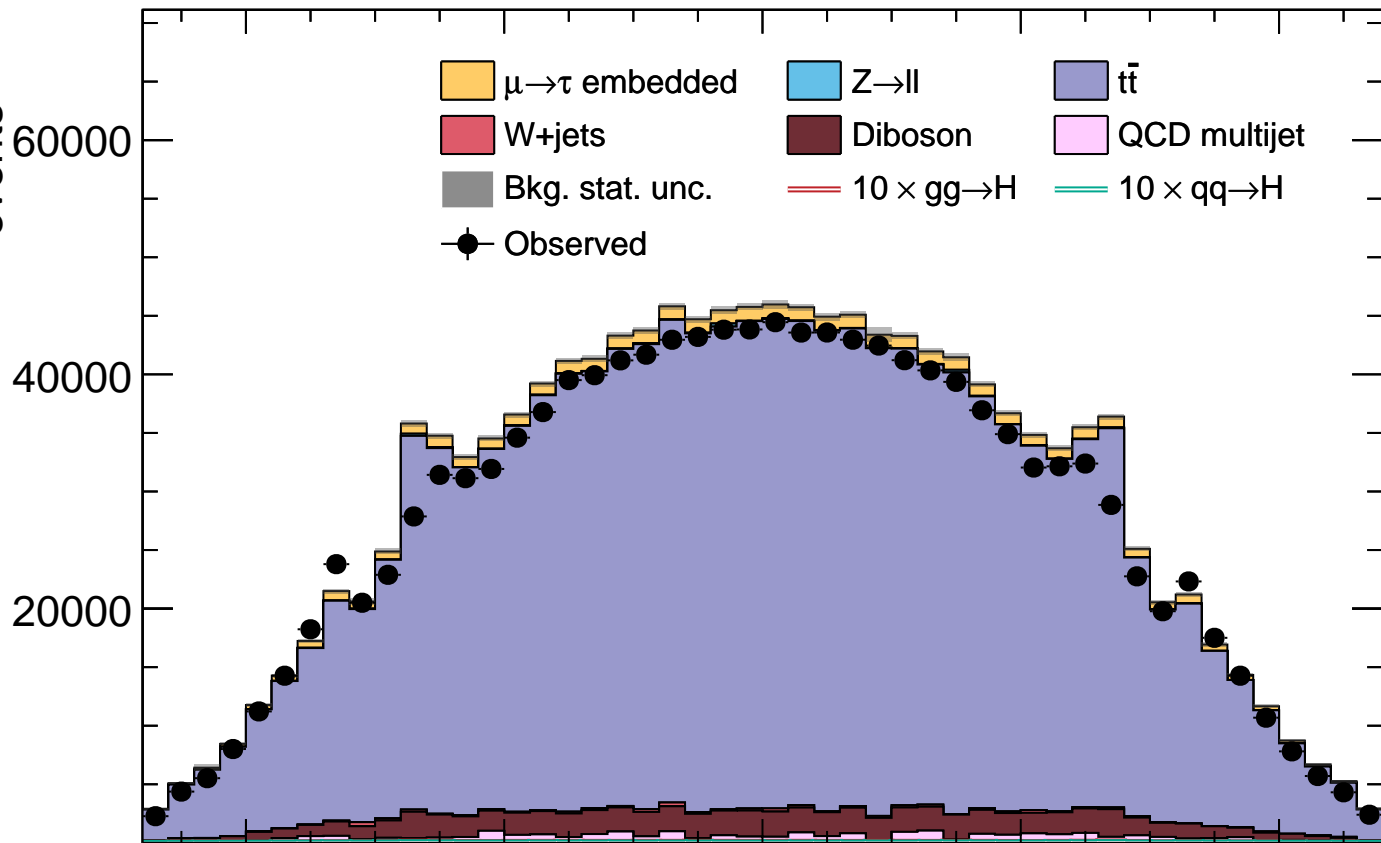 μ→τ embedded Z→ll tt̄
60000 W+jets Diboson QCD multijet
Bkg. stat. unc. 10 × gg→H 10 × qq→H
Observed
40000
20000